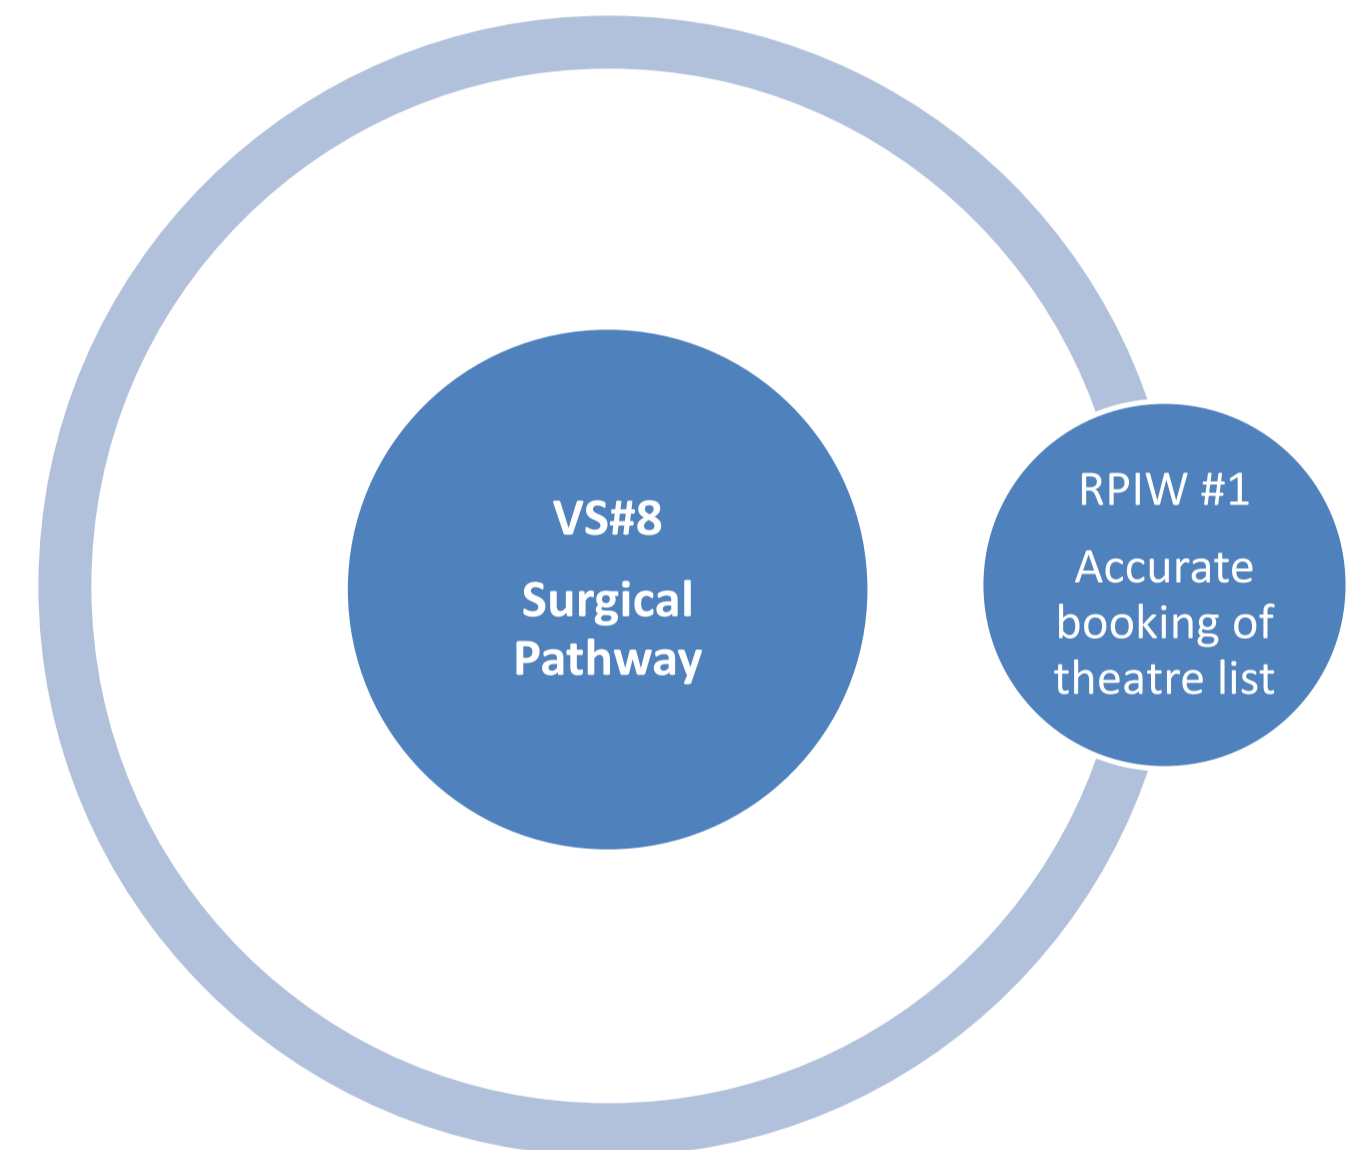 VS#8
Surgical
Pathway
RPIW #1
Accurate
booking of
theatre list